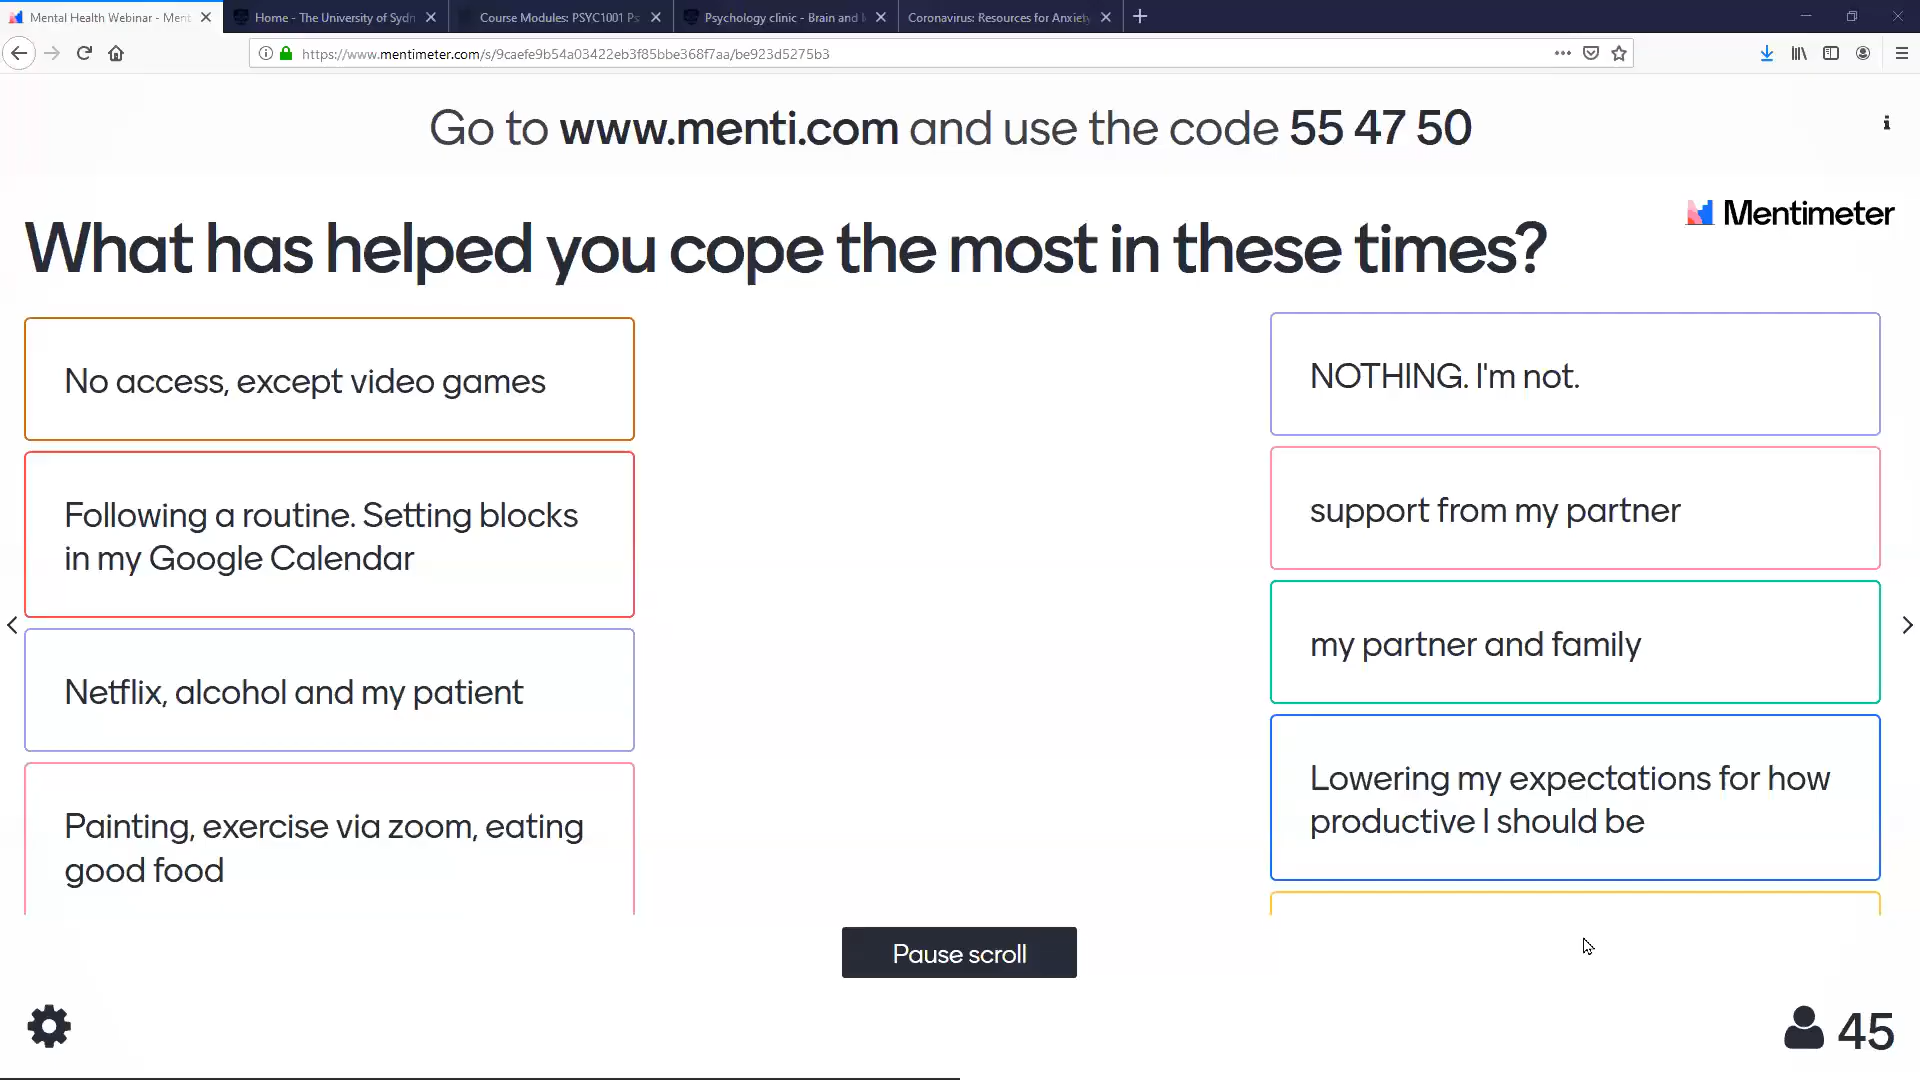 Mental Health Webinar - Ment
Home - The University of Sydn
Course Modules: PSYC1001 Ps
Psychology clinic - Brain and
Coronavirus: Resources for Anxiety
https://www.mentimeter.com/s/9caefe9b54a03422eb3f85bbe368f7aa/be923d5275b3
Go to www.menti.com and use the code 55 47 50
Mentimeter
What has helped you cope the most in these times?
No access, except video games
Following a routine. Setting blocks
in my Google Calendar
Netflix, alcohol and my patient
Painting, exercise via zoom, eating
good food
NOTHING. I'm not.
support from my partner
my partner and family
Lowering my expectations for how
productive I should be
Pause scroll
45